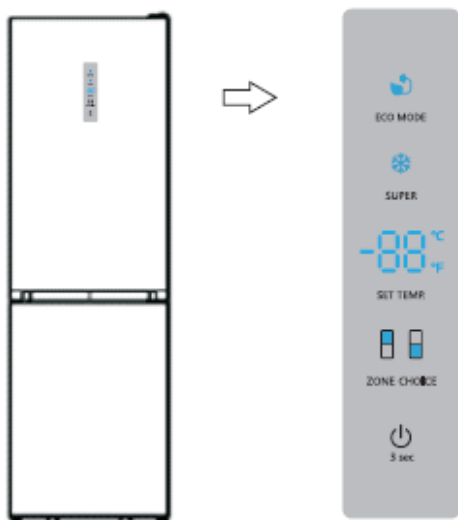 ECO MODE
SUPER
-88 °C
°F
SET TEMP.
ZONE CHOICE
3 sec